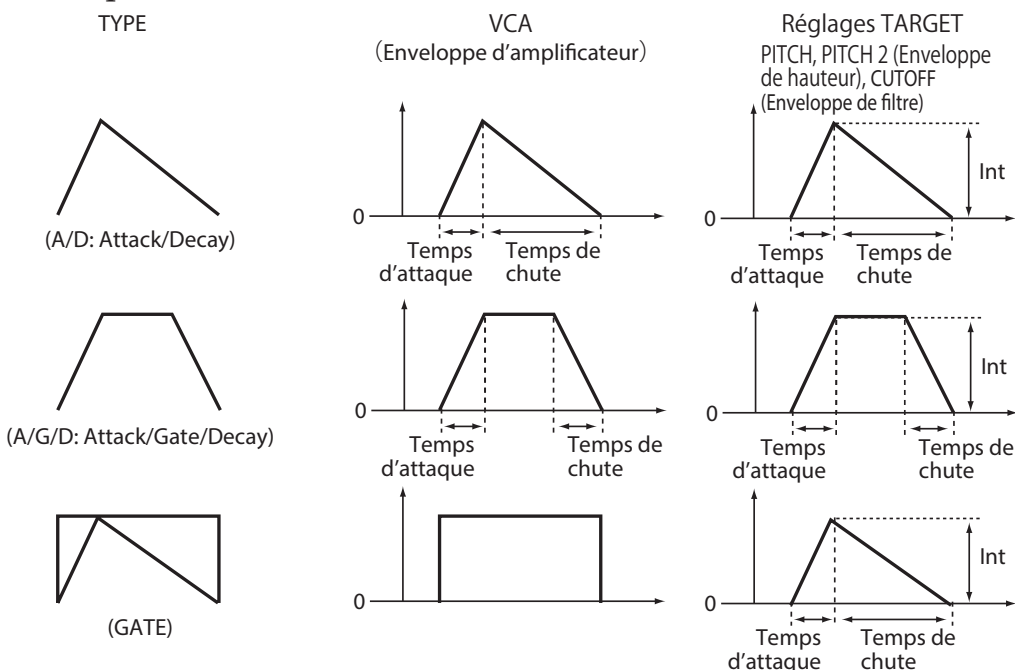 TYPE
VCA
(Enveloppe d'amplificateur)
Réglages TARGET
PITCH, PITCH 2 (Enveloppe
de hauteur), CUTOFF
(Enveloppe de filtre)
0
0
Int
(A/D: Attack/Decay)
Temps
d'attaque
Temps de
chute
Temps
d'attaque
Temps de
chute
0
0
Int
(A/G/D: Attack/Gate/Decay)
Temps
d'attaque
Temps de
chute
Temps
d'attaque
Temps de
chute
0
0
Int
(GATE)
Temps
d'attaque
Temps de
chute